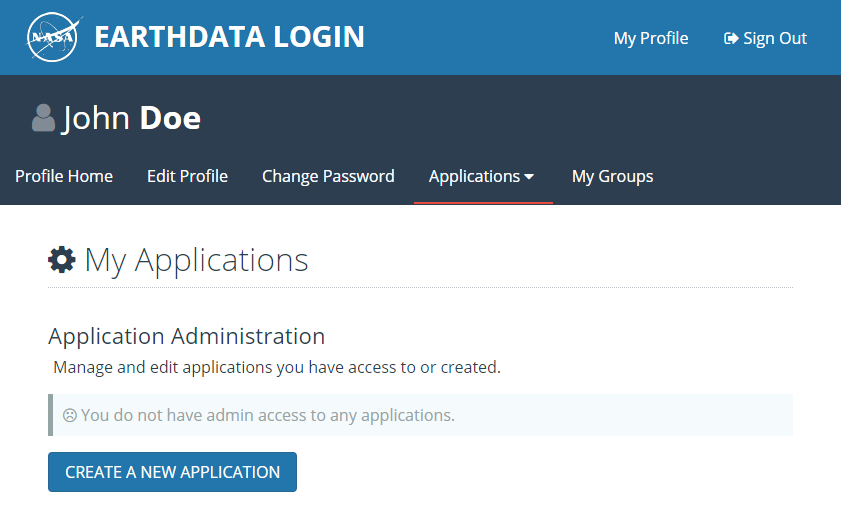 NASA EARTHDATA LOGIN My Profile Sign Out
John Doe
Profile Home Edit Profile Change Password Applications My Groups
My Applications
Application Administration
Manage and edit applications you have access to or created.
You do not have admin access to any applications.
CREATE A NEW APPLICATION